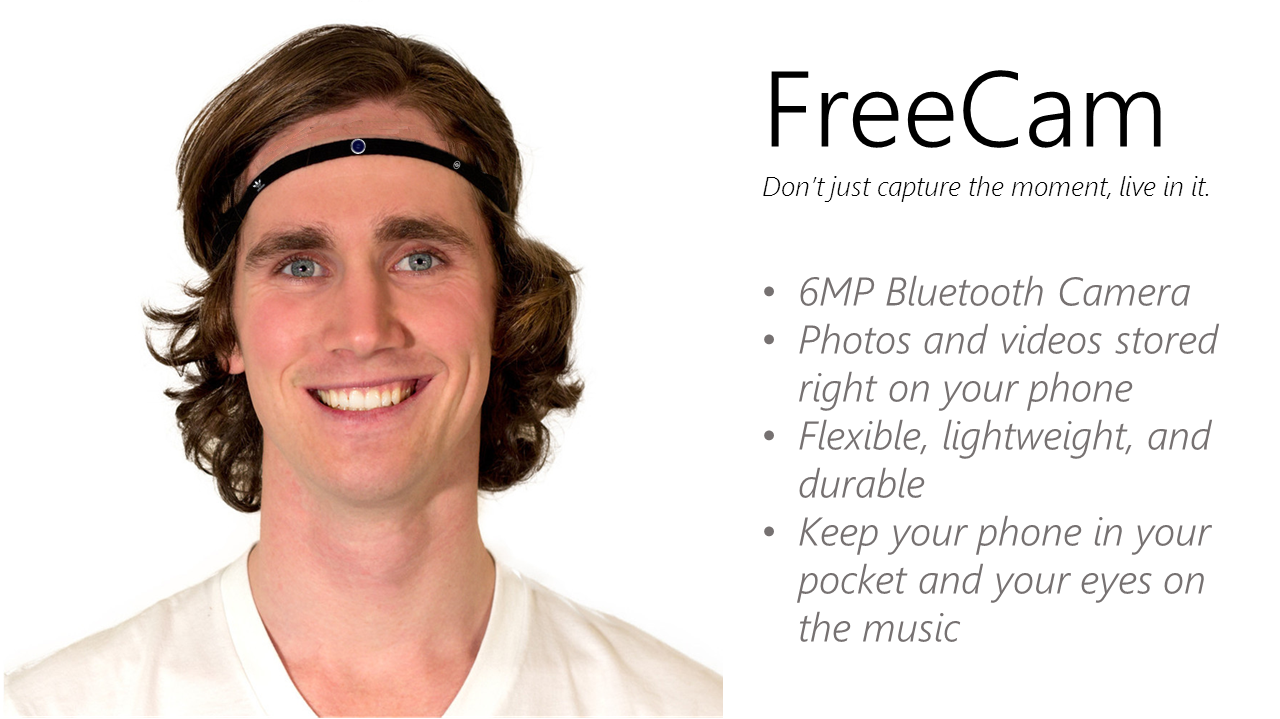 FreeCam
Don't just capture the moment, live in it.
• 6MP Bluetooth Camera
• Photos and videos stored
right on your phone
• Flexible, lightweight, and
durable
• Keep your phone in your
pocket and your eyes on
the music